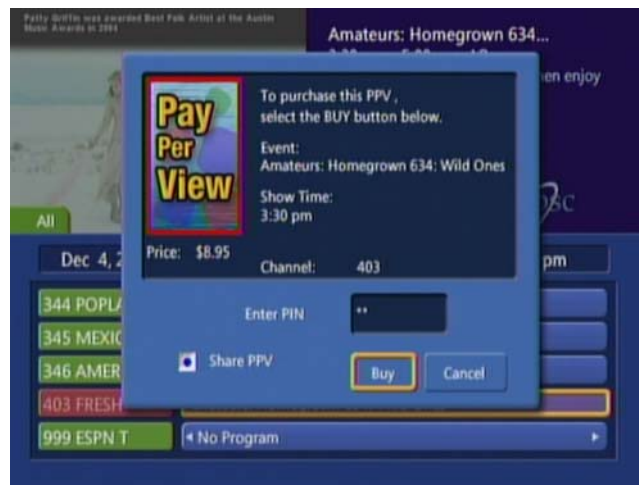 Patty Griffin was awarded Best Folk Artist at the Austin
Music Awards in 2004
Amateurs: Homegrown 634...
en enjoy
Pay
Per
View
To purchase this PPV ,
select the BUY button below.
Event:
Amateurs: Homegrown 634: Wild Ones
Show Time:
3:30 pm
Price: $8.95
Channel: 403
All
Dec 4, 2
pm
Enter PIN
**
Share PPV
Buy
Cancel
344 POPLA
345 MEXIC
346 AMER
403 FRESH
999 ESPN T
No Program